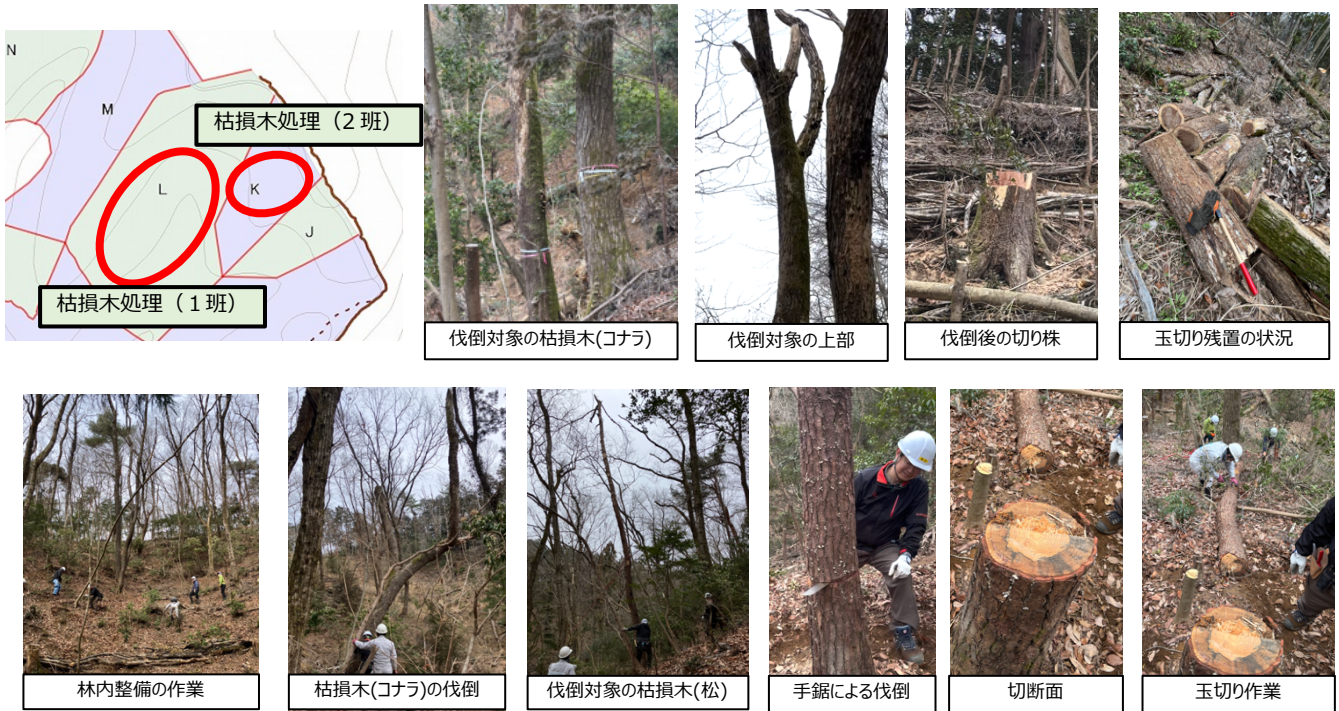 N
M
枯損木処理（2 班）
L
K
J
枯損木処理（1 班）
伐倒対象の枯損木(コナラ)
伐倒対象の上部
伐倒後の切り株
玉切り残置の状況
林内整備の作業
枯損木(コナラ)の伐倒
伐倒対象の枯損木(松)
手鋸による伐倒
切断面
玉切り作業